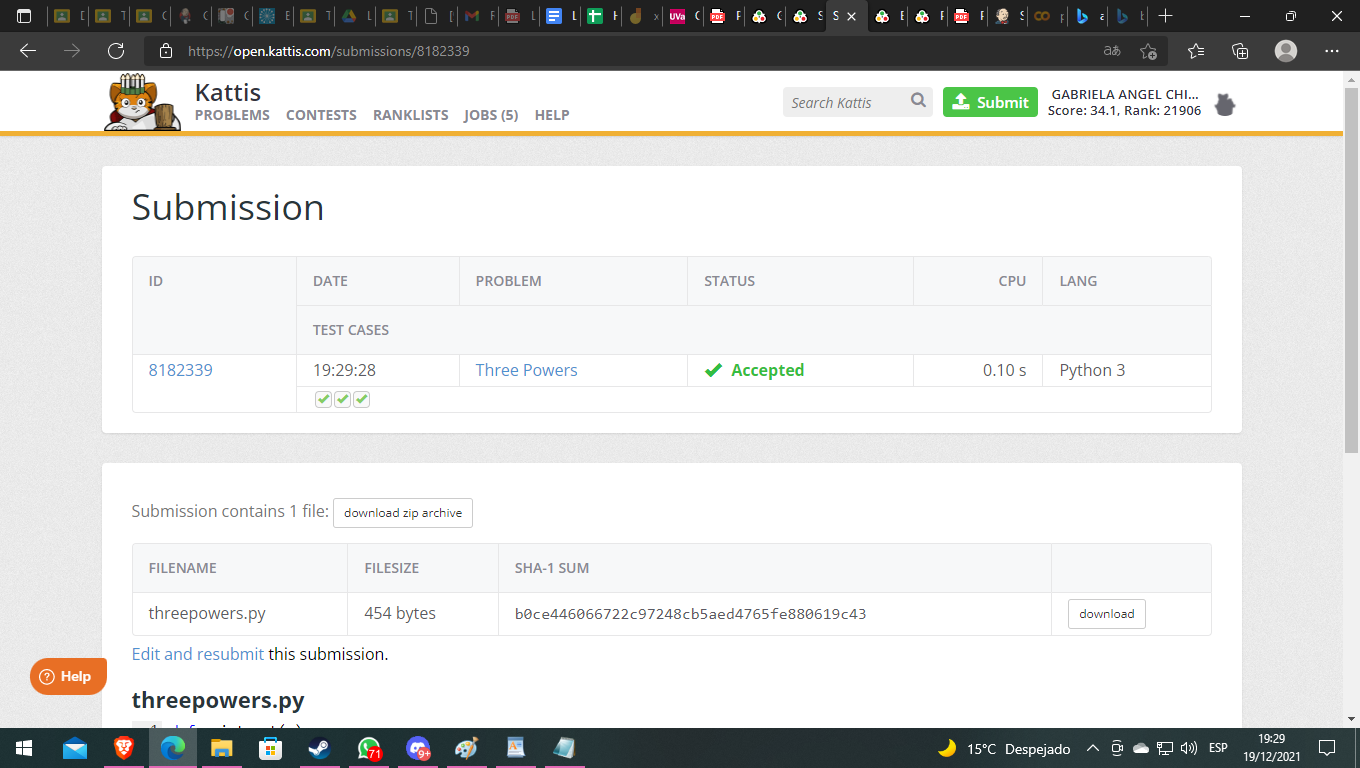 https://open.kattis.com/submissions/8182339
Kattis
PROBLEMS CONTESTS RANKLISTS JOBS (5) HELP
Search Kattis
Submit
GABRIELA ANGEL CHI...
Score: 34.1, Rank: 21906
Submission
ID DATE PROBLEM STATUS CPU LANG
TEST CASES
8182339 19:29:28 Three Powers Accepted 0.10 s Python 3
Submission contains 1 file: download zip archive
FILENAME FILESIZE SHA-1 SUM
threepowers.py 454 bytes b0ce446066722c97248cb5aed4765fe880619c43 download
Edit and resubmit this submission.
Help
threepowers.py
71
9+
15°C Despejado
ESP
19:29
19/12/2021